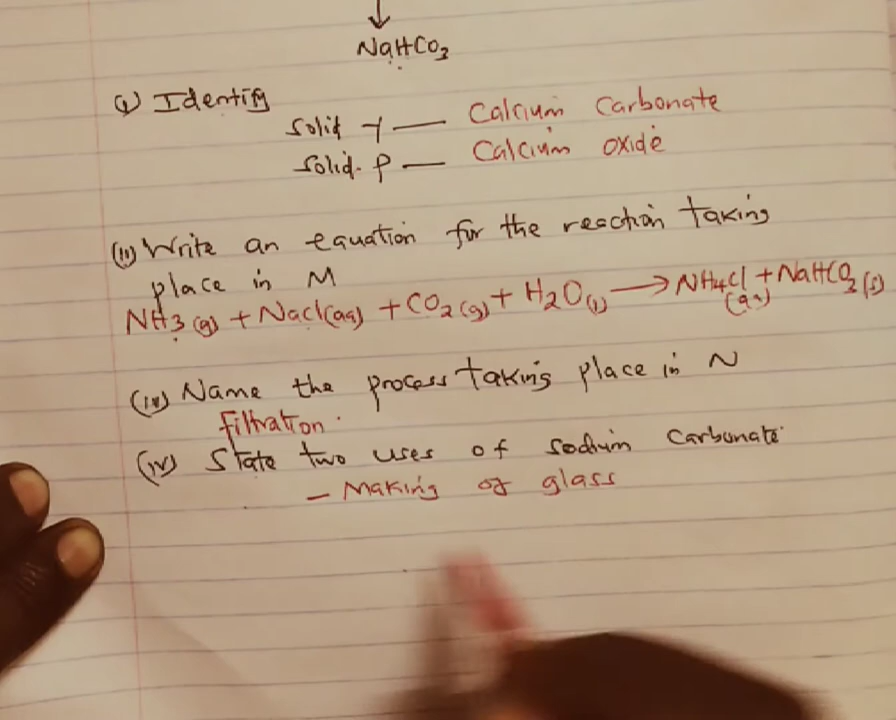 ↓
NaHCO3
(i) Identify
Solid Y — Calcium Carbonate
Solid. P — Calcium oxide
(ii) Write an equation for the reaction taking
place in M
NH3(g) + NaCl(aq) + CO2(g) + H2O(l) → NH4Cl(aq) + NaHCO3(s)
(iii) Name the process taking place in N
filtration.
(iv) State two uses of sodium Carbonate
- Making of glass